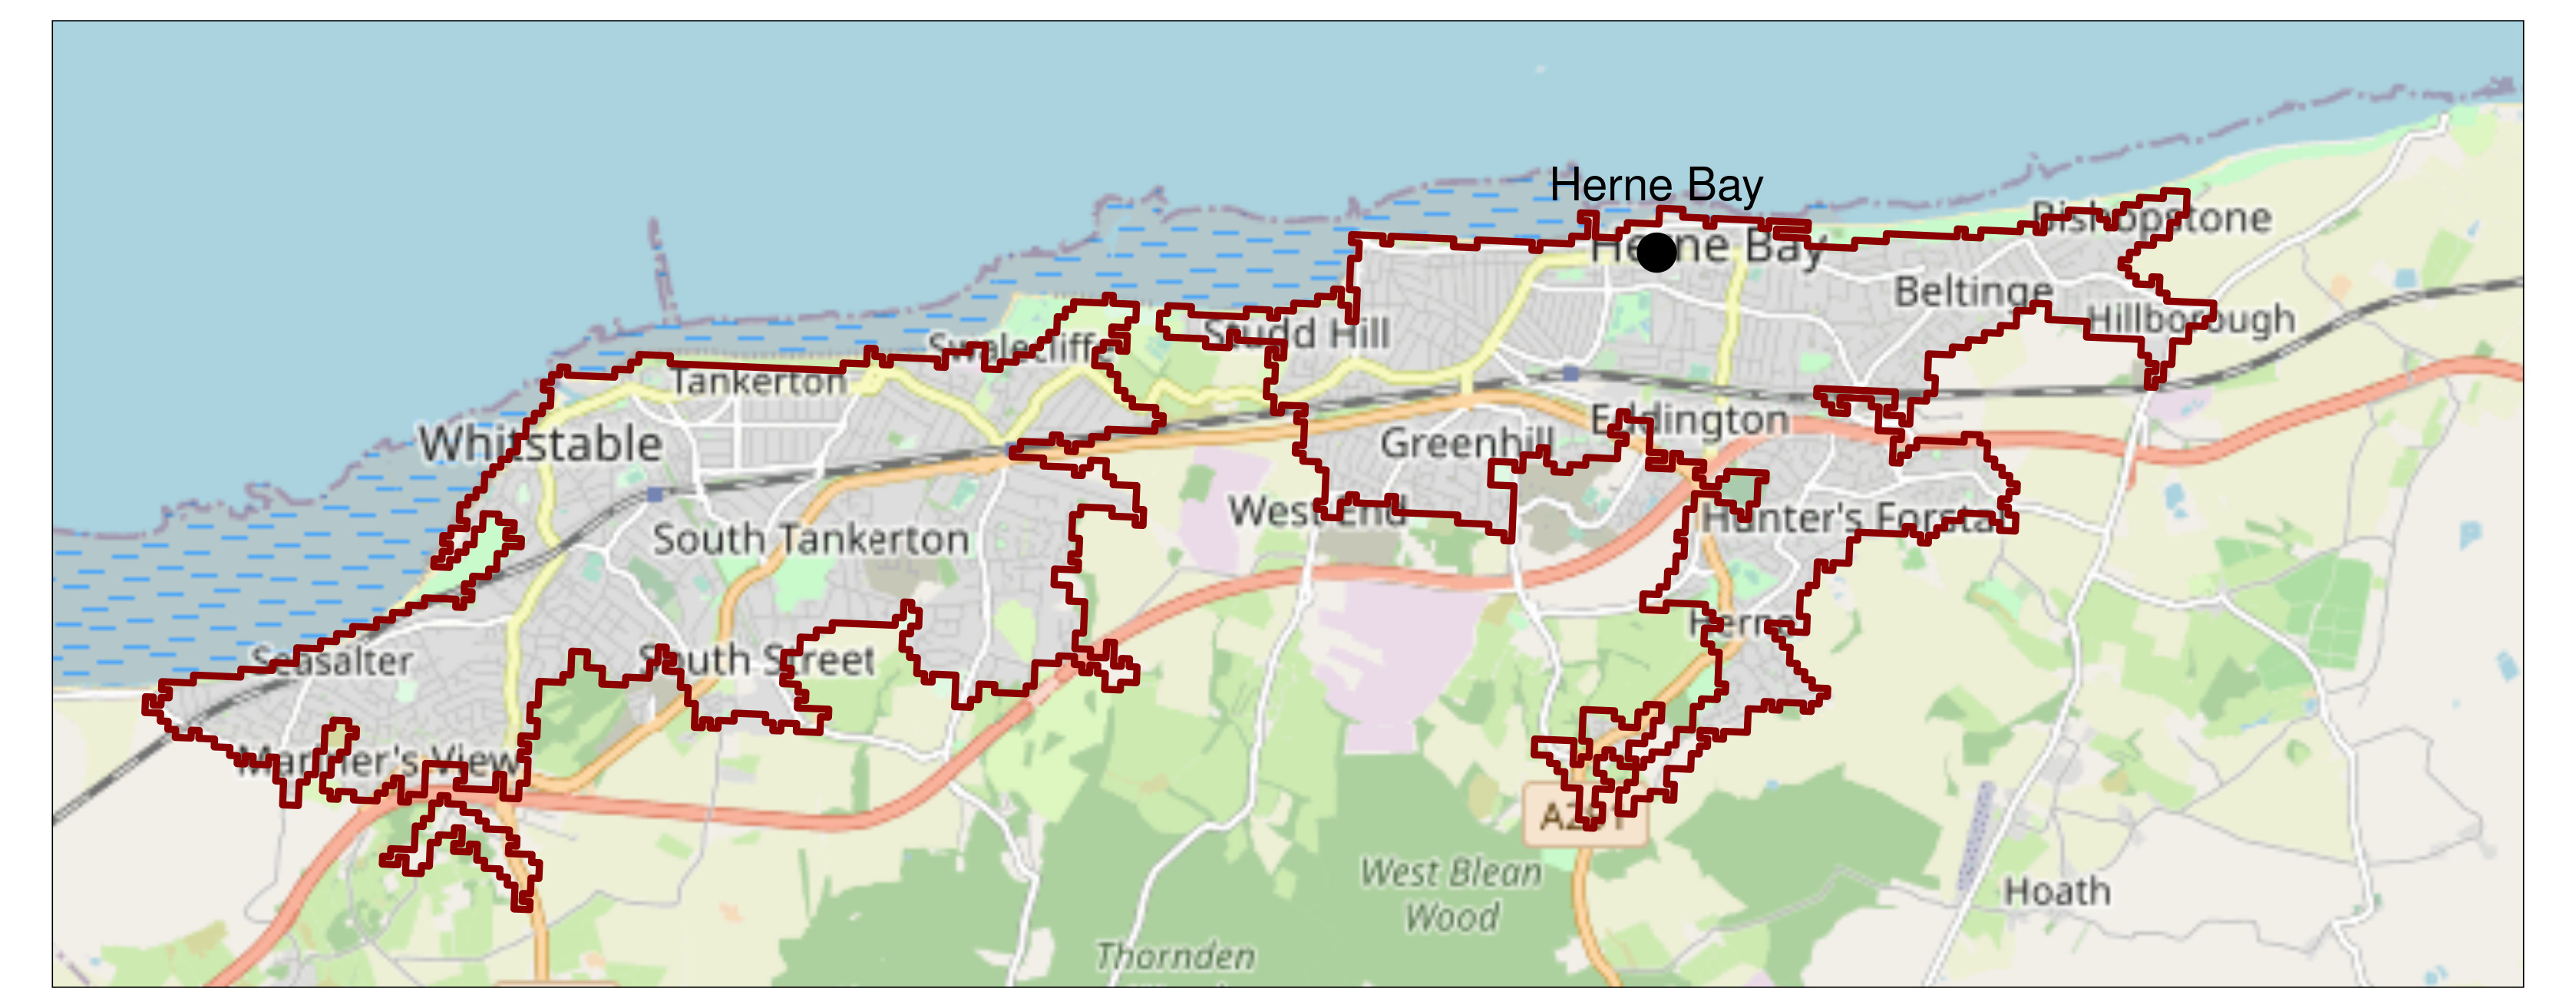 Herne Bay
Bishopstone
Herne Bay
Beltinge
Hillborough
Studd Hill
Swalecliffe
Tankerton
Eddington
Whitstable
Greenhill
West End
Hunter's Forstal
South Tankerton
Herne
Seasalter
South Street
Mariner's View
A291
West Blean
Wood
Hoath
Thornden